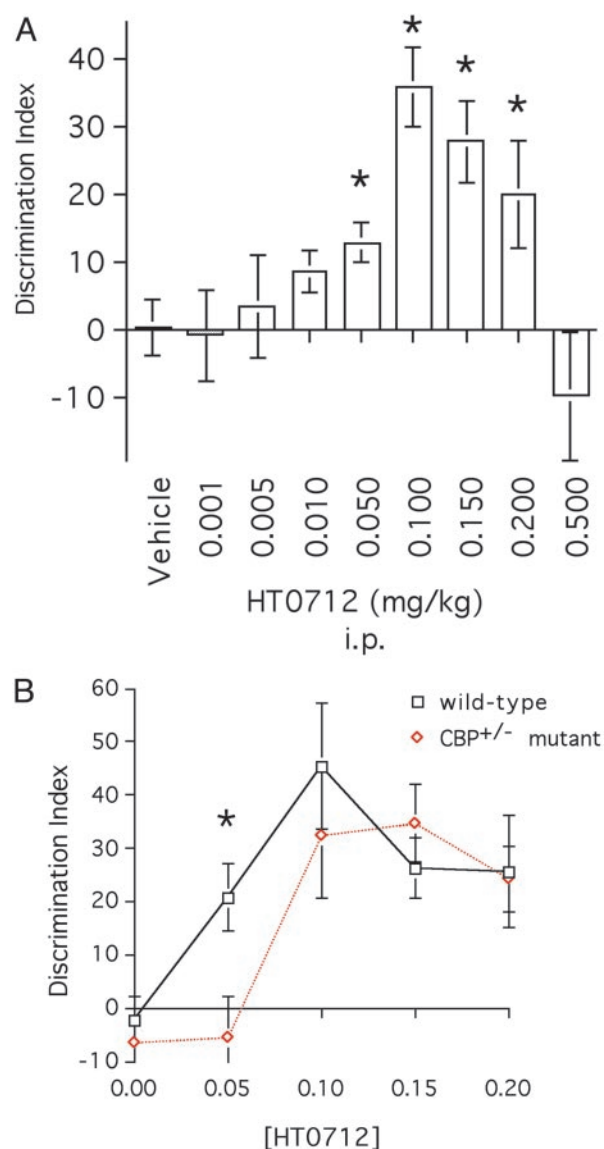 A
Discrimination Index
40
30
20
10
0
-10
*
*
*
*
Vehicle
0.001
0.005
0.010
0.050
0.100
0.150
0.200
0.500
HT0712 (mg/kg)
i.p.
B
Discrimination Index
60
50
40
30
20
10
0
-10
wild-type
CBP+/- mutant
*
0.00 0.05 0.10 0.15 0.20
[HT0712]